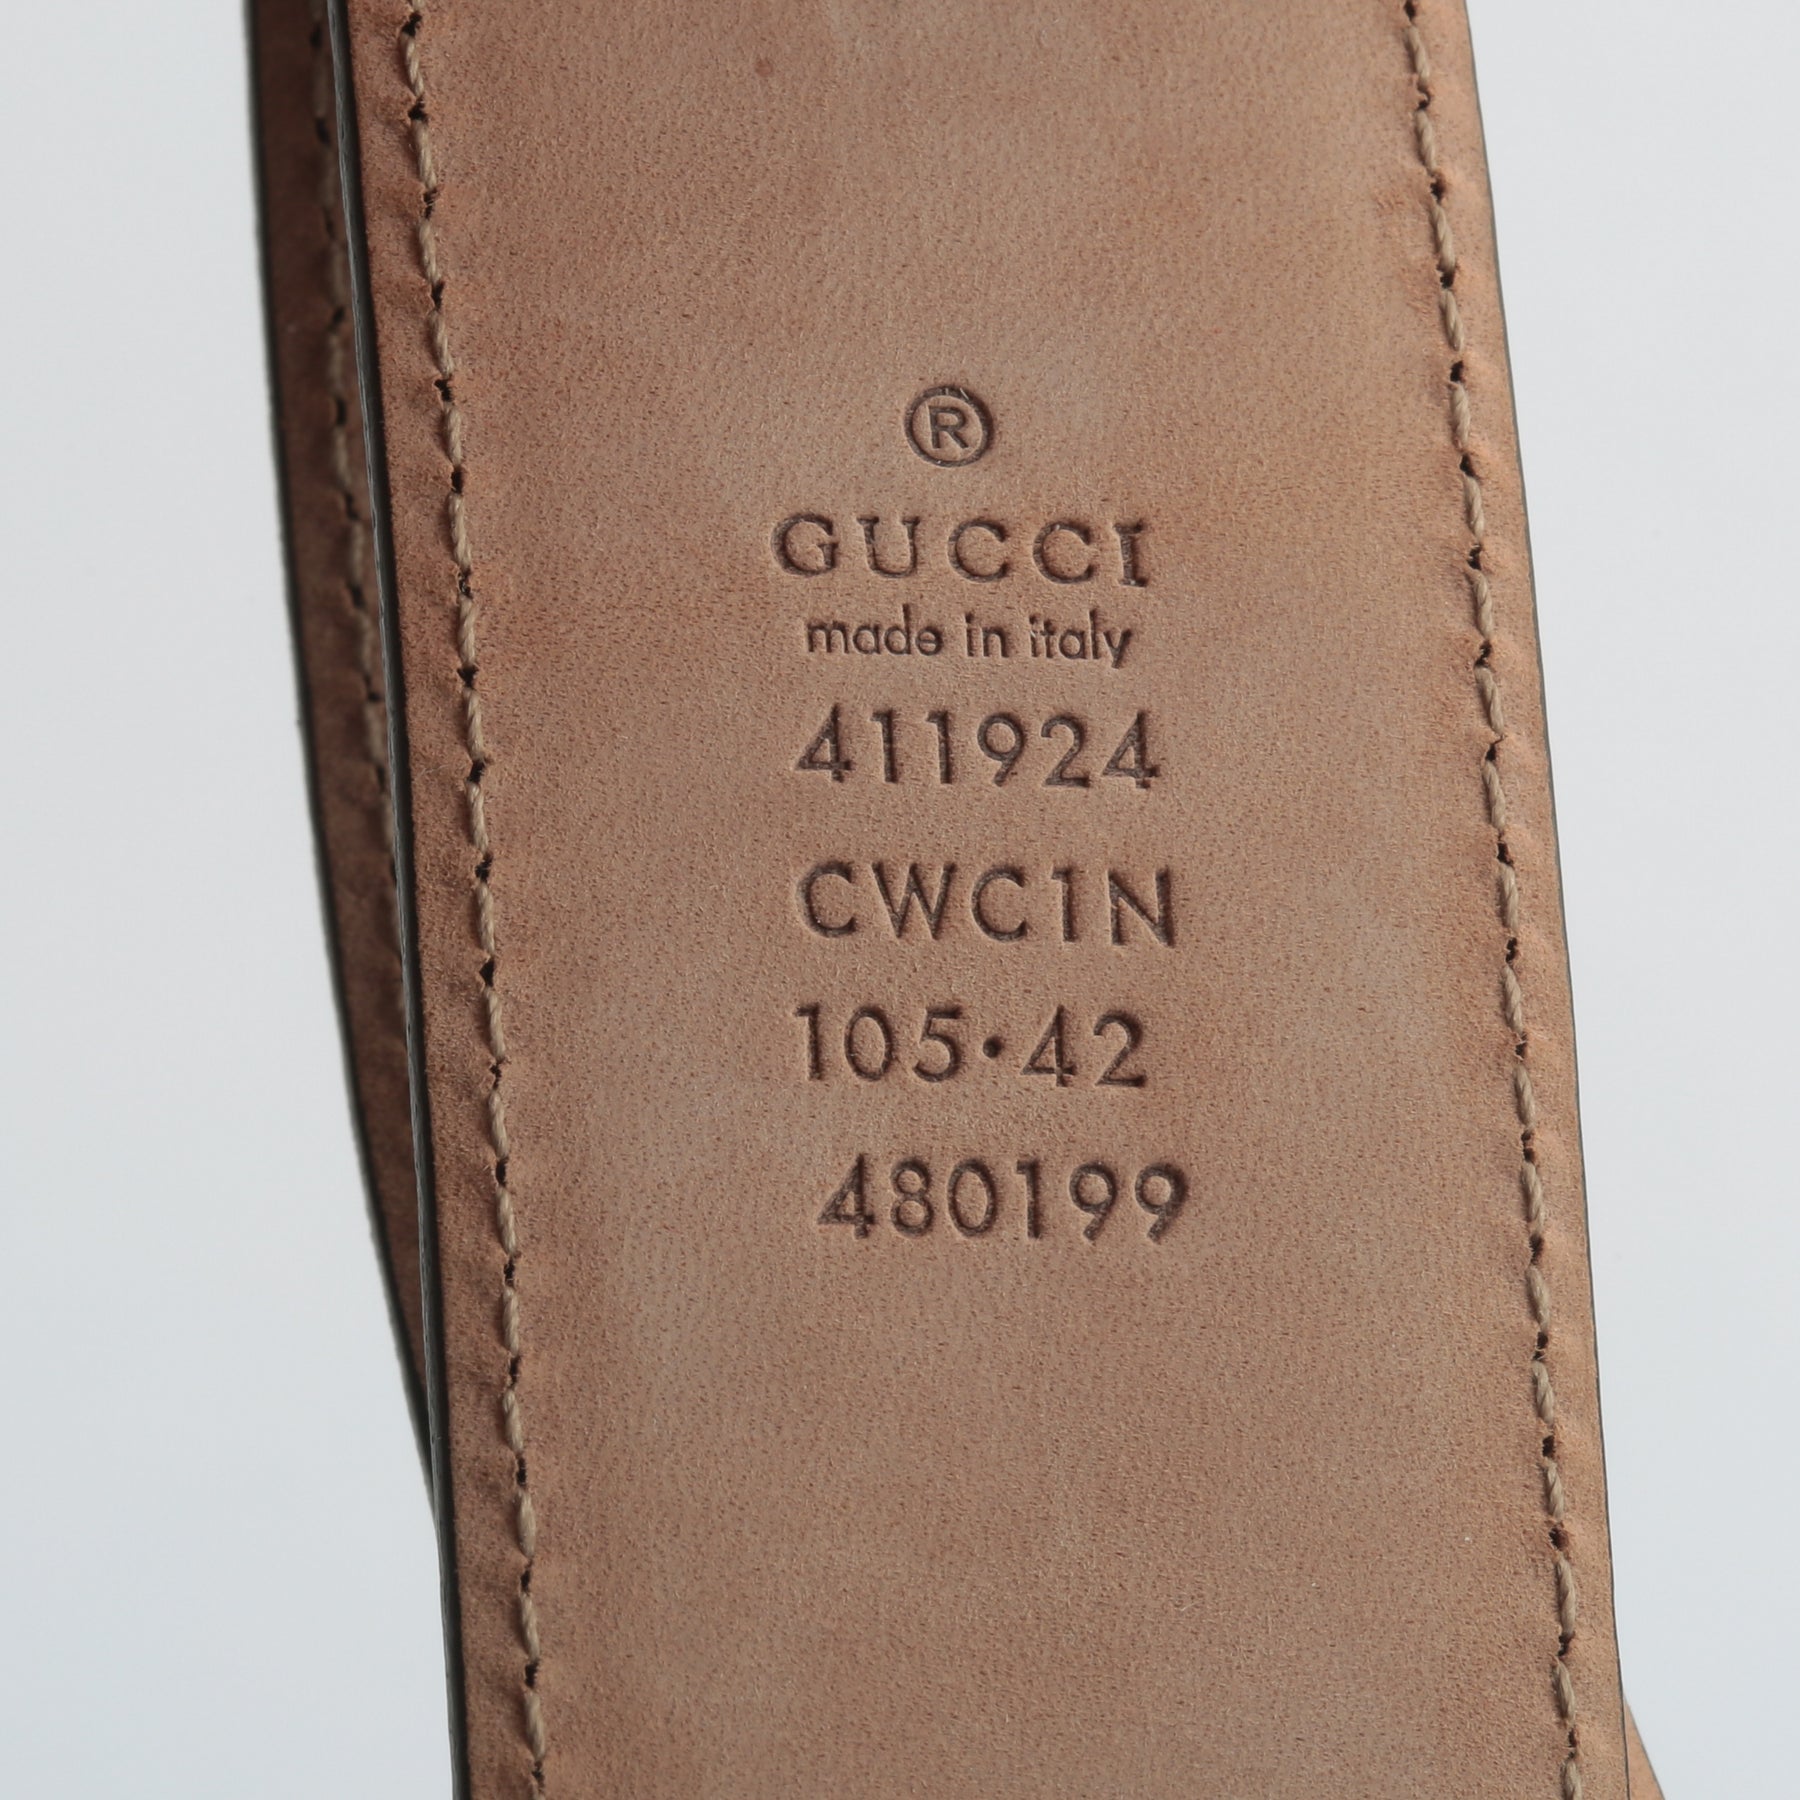 ®
GUCCI
made in italy
411924
CWC1N
105·42
480199